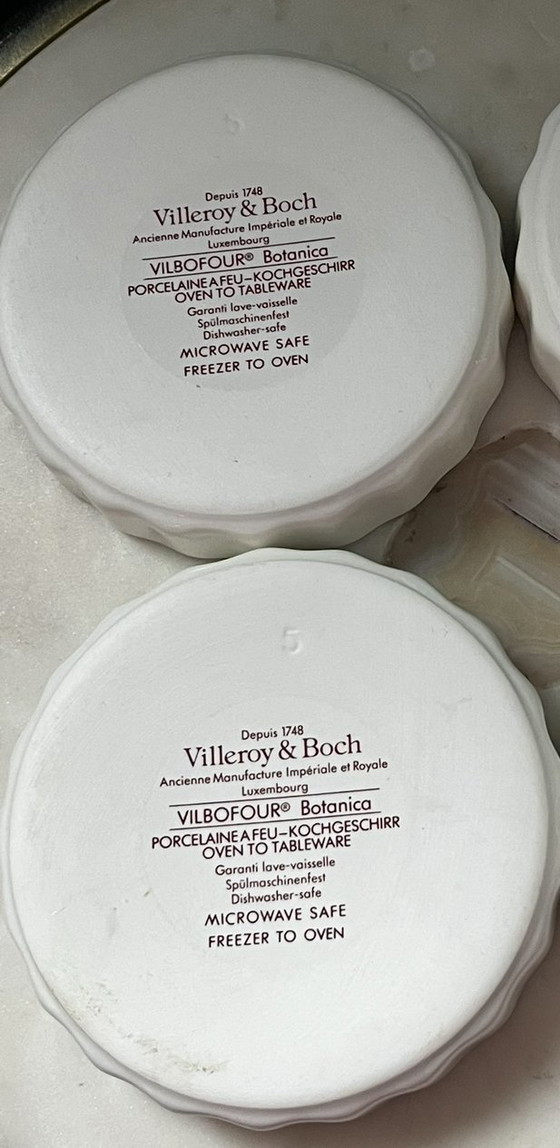 5
Depuis 1748
Villeroy & Boch
Ancienne Manufacture Impériale et Royale
Luxembourg
VILBOFOUR® Botanica
PORCELAINE A FEU–KOCHGESCHIRR
OVEN TO TABLEWARE
Garanti lave-vaisselle
Spülmaschinenfest
Dishwasher-safe
MICROWAVE SAFE
FREEZER TO OVEN
5
Depuis 1748
Villeroy & Boch
Ancienne Manufacture Impériale et Royale
Luxembourg
VILBOFOUR® Botanica
PORCELAINE A FEU–KOCHGESCHIRR
OVEN TO TABLEWARE
Garanti lave-vaisselle
Spülmaschinenfest
Dishwasher-safe
MICROWAVE SAFE
FREEZER TO OVEN